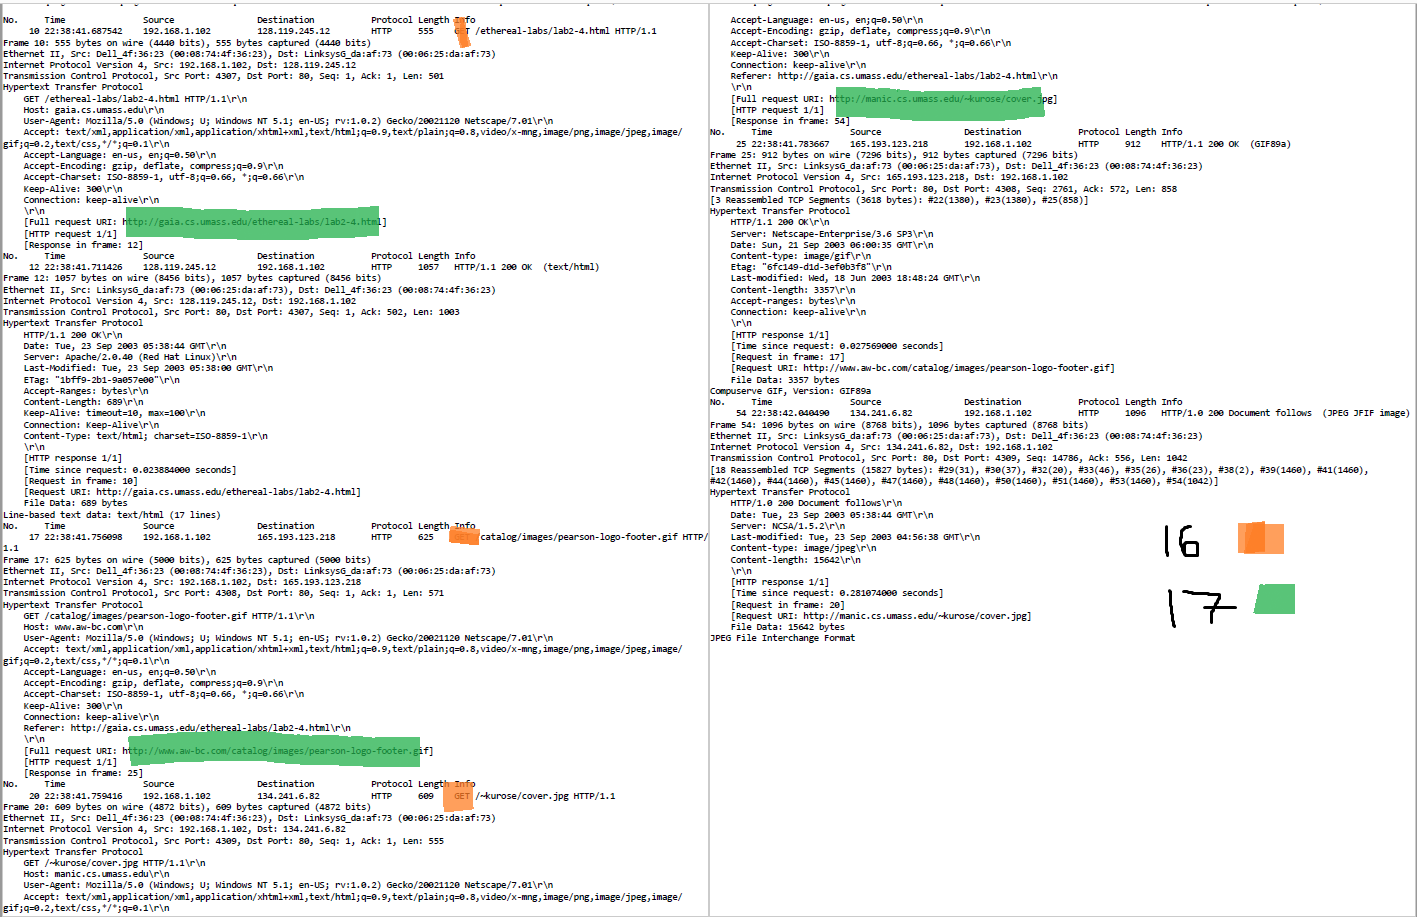 No. Time Source Destination Protocol Length Info
10 22:38:41.687542 192.168.1.102 128.119.245.12 HTTP 555 GET /ethereal-labs/lab2-4.html HTTP/1.1
Frame 10: 555 bytes on wire (4440 bits), 555 bytes captured (4440 bits)
Ethernet II, Src: Dell_4f:36:23 (00:08:74:4f:36:23), Dst: LinksysG_da:af:73 (00:06:25:da:af:73)
Internet Protocol Version 4, Src: 192.168.1.102, Dst: 128.119.245.12
Transmission Control Protocol, Src Port: 4307, Dst Port: 80, Seq: 1, Ack: 1, Len: 501
Hypertext Transfer Protocol
GET /ethereal-labs/lab2-4.html HTTP/1.1\r\n
Host: gaia.cs.umass.edu\r\n
User-Agent: Mozilla/5.0 (Windows; U; Windows NT 5.1; en-US; rv:1.0.2) Gecko/20021120 Netscape/7.01\r\n
Accept: text/xml,application/xml,application/xhtml+xml,text/html;q=0.9,text/plain;q=0.8,video/x-mng,image/png,image/jpeg,image/
gif;q=0.2,text/css,*/*;q=0.1\r\n
Accept-Language: en-us, en;q=0.50\r\n
Accept-Encoding: gzip, deflate, compress;q=0.9\r\n
Accept-Charset: ISO-8859-1, utf-8;q=0.66, *;q=0.66\r\n
Keep-Alive: 300\r\n
Connection: keep-alive\r\n
\r\n
[Full request URI: http://gaia.cs.umass.edu/ethereal-labs/lab2-4.html]
[HTTP request 1/1]
[Response in frame: 12]
No. Time Source Destination Protocol Length Info
12 22:38:41.711426 128.119.245.12 192.168.1.102 HTTP 1057 HTTP/1.1 200 OK (text/html)
Frame 12: 1057 bytes on wire (8456 bits), 1057 bytes captured (8456 bits)
Ethernet II, Src: LinksysG_da:af:73 (00:06:25:da:af:73), Dst: Dell_4f:36:23 (00:08:74:4f:36:23)
Internet Protocol Version 4, Src: 128.119.245.12, Dst: 192.168.1.102
Transmission Control Protocol, Src Port: 80, Dst Port: 4307, Seq: 1, Ack: 502, Len: 1003
Hypertext Transfer Protocol
HTTP/1.1 200 OK\r\n
Date: Tue, 23 Sep 2003 05:38:44 GMT\r\n
Server: Apache/2.0.40 (Red Hat Linux)\r\n
Last-Modified: Tue, 23 Sep 2003 05:38:00 GMT\r\n
ETag: "1bff9-2b1-9a057e00"\r\n
Accept-Ranges: bytes\r\n
Content-Length: 689\r\n
Keep-Alive: timeout=10, max=100\r\n
Connection: Keep-Alive\r\n
Content-Type: text/html; charset=ISO-8859-1\r\n
\r\n
[HTTP response 1/1]
[Time since request: 0.023884000 seconds]
[Request in frame: 10]
[Request URI: http://gaia.cs.umass.edu/ethereal-labs/lab2-4.html]
File Data: 689 bytes
Line-based text data: text/html (17 lines)
No. Time Source Destination Protocol Length Info
17 22:38:41.756098 192.168.1.102 165.193.123.218 HTTP 625 GET /catalog/images/pearson-logo-footer.gif HTTP/
1.1
Frame 17: 625 bytes on wire (5000 bits), 625 bytes captured (5000 bits)
Ethernet II, Src: Dell_4f:36:23 (00:08:74:4f:36:23), Dst: LinksysG_da:af:73 (00:06:25:da:af:73)
Internet Protocol Version 4, Src: 192.168.1.102, Dst: 165.193.123.218
Transmission Control Protocol, Src Port: 4308, Dst Port: 80, Seq: 1, Ack: 1, Len: 571
Hypertext Transfer Protocol
GET /catalog/images/pearson-logo-footer.gif HTTP/1.1\r\n
Host: www.aw-bc.com\r\n
User-Agent: Mozilla/5.0 (Windows; U; Windows NT 5.1; en-US; rv:1.0.2) Gecko/20021120 Netscape/7.01\r\n
Accept: text/xml,application/xml,application/xhtml+xml,text/html;q=0.9,text/plain;q=0.8,video/x-mng,image/png,image/jpeg,image/
gif;q=0.2,text/css,*/*;q=0.1\r\n
Accept-Language: en-us, en;q=0.50\r\n
Accept-Encoding: gzip, deflate, compress;q=0.9\r\n
Accept-Charset: ISO-8859-1, utf-8;q=0.66, *;q=0.66\r\n
Keep-Alive: 300\r\n
Connection: keep-alive\r\n
Referer: http://gaia.cs.umass.edu/ethereal-labs/lab2-4.html\r\n
\r\n
[Full request URI: http://www.aw-bc.com/catalog/images/pearson-logo-footer.gif]
[HTTP request 1/1]
[Response in frame: 25]
No. Time Source Destination Protocol Length Info
20 22:38:41.759416 192.168.1.102 134.241.6.82 HTTP 609 GET /~kurose/cover.jpg HTTP/1.1
Frame 20: 609 bytes on wire (4872 bits), 609 bytes captured (4872 bits)
Ethernet II, Src: Dell_4f:36:23 (00:08:74:4f:36:23), Dst: LinksysG_da:af:73 (00:06:25:da:af:73)
Internet Protocol Version 4, Src: 192.168.1.102, Dst: 134.241.6.82
Transmission Control Protocol, Src Port: 4309, Dst Port: 80, Seq: 1, Ack: 1, Len: 555
Hypertext Transfer Protocol
GET /~kurose/cover.jpg HTTP/1.1\r\n
Host: manic.cs.umass.edu\r\n
User-Agent: Mozilla/5.0 (Windows; U; Windows NT 5.1; en-US; rv:1.0.2) Gecko/20021120 Netscape/7.01\r\n
Accept: text/xml,application/xml,application/xhtml+xml,text/html;q=0.9,text/plain;q=0.8,video/x-mng,image/png,image/jpeg,image/
gif;q=0.2,text/css,*/*;q=0.1\r\n
Accept-Language: en-us, en;q=0.50\r\n
Accept-Encoding: gzip, deflate, compress;q=0.9\r\n
Accept-Charset: ISO-8859-1, utf-8;q=0.66, *;q=0.66\r\n
Keep-Alive: 300\r\n
Connection: keep-alive\r\n
Referer: http://gaia.cs.umass.edu/ethereal-labs/lab2-4.html\r\n
\r\n
[Full request URI: http://manic.cs.umass.edu/~kurose/cover.jpg]
[HTTP request 1/1]
[Response in frame: 54]
No. Time Source Destination Protocol Length Info
25 22:38:41.783667 165.193.123.218 192.168.1.102 HTTP 912 HTTP/1.1 200 OK (GIF89a)
Frame 25: 912 bytes on wire (7296 bits), 912 bytes captured (7296 bits)
Ethernet II, Src: LinksysG_da:af:73 (00:06:25:da:af:73), Dst: Dell_4f:36:23 (00:08:74:4f:36:23)
Internet Protocol Version 4, Src: 165.193.123.218, Dst: 192.168.1.102
Transmission Control Protocol, Src Port: 80, Dst Port: 4308, Seq: 2761, Ack: 572, Len: 858
[3 Reassembled TCP Segments (3618 bytes): #22(1380), #23(1380), #25(858)]
Hypertext Transfer Protocol
HTTP/1.1 200 OK\r\n
Server: Netscape-Enterprise/3.6 SP3\r\n
Date: Sun, 21 Sep 2003 06:00:35 GMT\r\n
Content-type: image/gif\r\n
Etag: "6fc149-d1d-3ef0b3f8"\r\n
Last-modified: Wed, 18 Jun 2003 18:48:24 GMT\r\n
Content-length: 3357\r\n
Accept-ranges: bytes\r\n
Connection: keep-alive\r\n
\r\n
[HTTP response 1/1]
[Time since request: 0.027569000 seconds]
[Request in frame: 17]
[Request URI: http://www.aw-bc.com/catalog/images/pearson-logo-footer.gif]
File Data: 3357 bytes
Compuserve GIF, Version: GIF89a
No. Time Source Destination Protocol Length Info
54 22:38:42.040490 134.241.6.82 192.168.1.102 HTTP 1096 HTTP/1.0 200 Document follows (JPEG JFIF image)
Frame 54: 1096 bytes on wire (8768 bits), 1096 bytes captured (8768 bits)
Ethernet II, Src: LinksysG_da:af:73 (00:06:25:da:af:73), Dst: Dell_4f:36:23 (00:08:74:4f:36:23)
Internet Protocol Version 4, Src: 134.241.6.82, Dst: 192.168.1.102
Transmission Control Protocol, Src Port: 80, Dst Port: 4309, Seq: 14786, Ack: 556, Len: 1042
[18 Reassembled TCP Segments (15827 bytes): #29(31), #30(37), #32(20), #33(46), #35(26), #36(23), #38(2), #39(1460), #41(1460),
#42(1460), #44(1460), #45(1460), #47(1460), #48(1460), #50(1460), #51(1460), #53(1460), #54(1042)]
Hypertext Transfer Protocol
HTTP/1.0 200 Document follows\r\n
Date: Tue, 23 Sep 2003 05:38:44 GMT\r\n
Server: NCSA/1.5.2\r\n
Last-modified: Tue, 23 Sep 2003 04:56:38 GMT\r\n
Content-type: image/jpeg\r\n
Content-length: 15642\r\n
\r\n
[HTTP response 1/1]
[Time since request: 0.281074000 seconds]
[Request in frame: 20]
[Request URI: http://manic.cs.umass.edu/~kurose/cover.jpg]
File Data: 15642 bytes
JPEG File Interchange Format
16
17